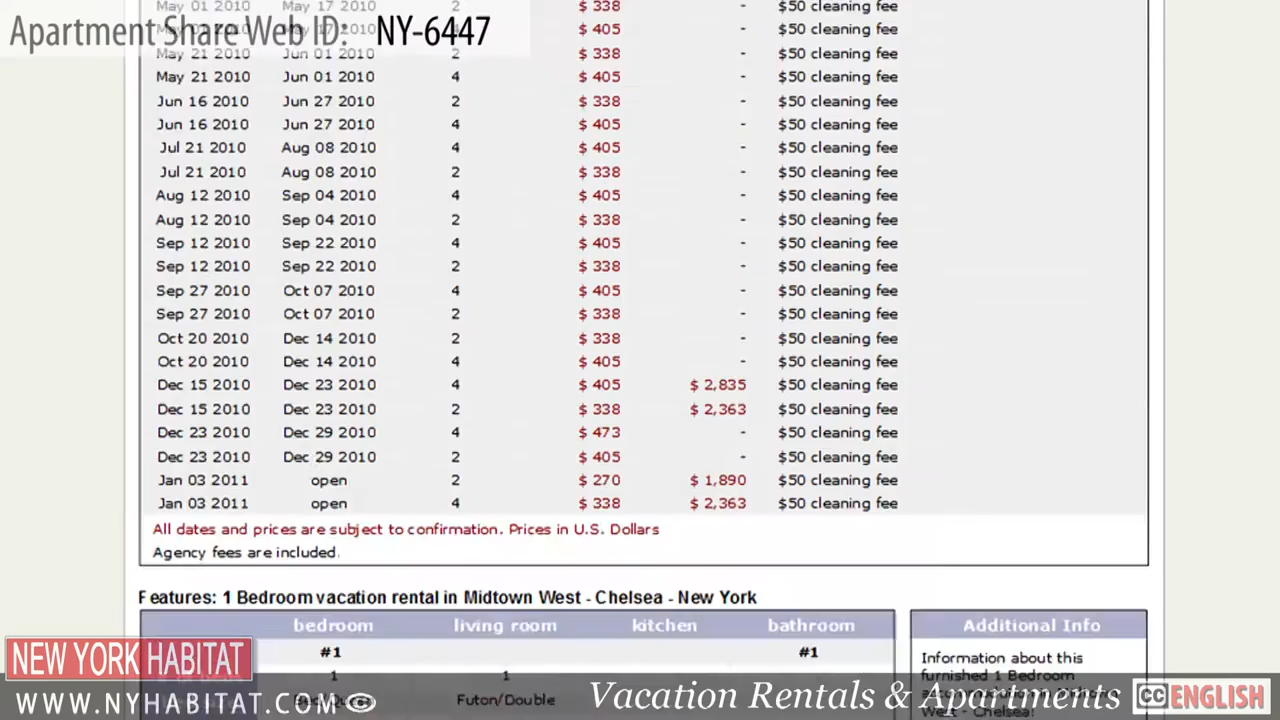 May 01 2010 May 17 2010 2 $ 338 - $50 cleaning fee
Apartment Share Web ID: NY-6447
$ 405 - $50 cleaning fee
May 21 2010 Jun 01 2010 2 $ 338 - $50 cleaning fee
May 21 2010 Jun 01 2010 4 $ 405 - $50 cleaning fee
Jun 16 2010 Jun 27 2010 2 $ 338 - $50 cleaning fee
Jun 16 2010 Jun 27 2010 4 $ 405 - $50 cleaning fee
Jul 21 2010 Aug 08 2010 4 $ 405 - $50 cleaning fee
Jul 21 2010 Aug 08 2010 2 $ 338 - $50 cleaning fee
Aug 12 2010 Sep 04 2010 4 $ 405 - $50 cleaning fee
Aug 12 2010 Sep 04 2010 2 $ 338 - $50 cleaning fee
Sep 12 2010 Sep 22 2010 4 $ 405 - $50 cleaning fee
Sep 12 2010 Sep 22 2010 2 $ 338 - $50 cleaning fee
Sep 27 2010 Oct 07 2010 4 $ 405 - $50 cleaning fee
Sep 27 2010 Oct 07 2010 2 $ 338 - $50 cleaning fee
Oct 20 2010 Dec 14 2010 2 $ 338 - $50 cleaning fee
Oct 20 2010 Dec 14 2010 4 $ 405 - $50 cleaning fee
Dec 15 2010 Dec 23 2010 4 $ 405 $ 2,835 $50 cleaning fee
Dec 15 2010 Dec 23 2010 2 $ 338 $ 2,363 $50 cleaning fee
Dec 23 2010 Dec 29 2010 4 $ 473 - $50 cleaning fee
Dec 23 2010 Dec 29 2010 2 $ 405 - $50 cleaning fee
Jan 03 2011 open 2 $ 270 $ 1,890 $50 cleaning fee
Jan 03 2011 open 4 $ 338 $ 2,363 $50 cleaning fee
All dates and prices are subject to confirmation. Prices in U.S. Dollars
Agency fees are included.
Features: 1 Bedroom vacation rental in Midtown West - Chelsea - New York
bedroom living room kitchen bathroom
#1 #1
1 1
Futon/Double
Additional Info
Information about this
furnished 1 Bedroom
West - Chelsea!
NEW YORK HABITAT
WWW.NYHABITAT.COM ©
Vacation Rentals & Apartments
CC ENGLISH